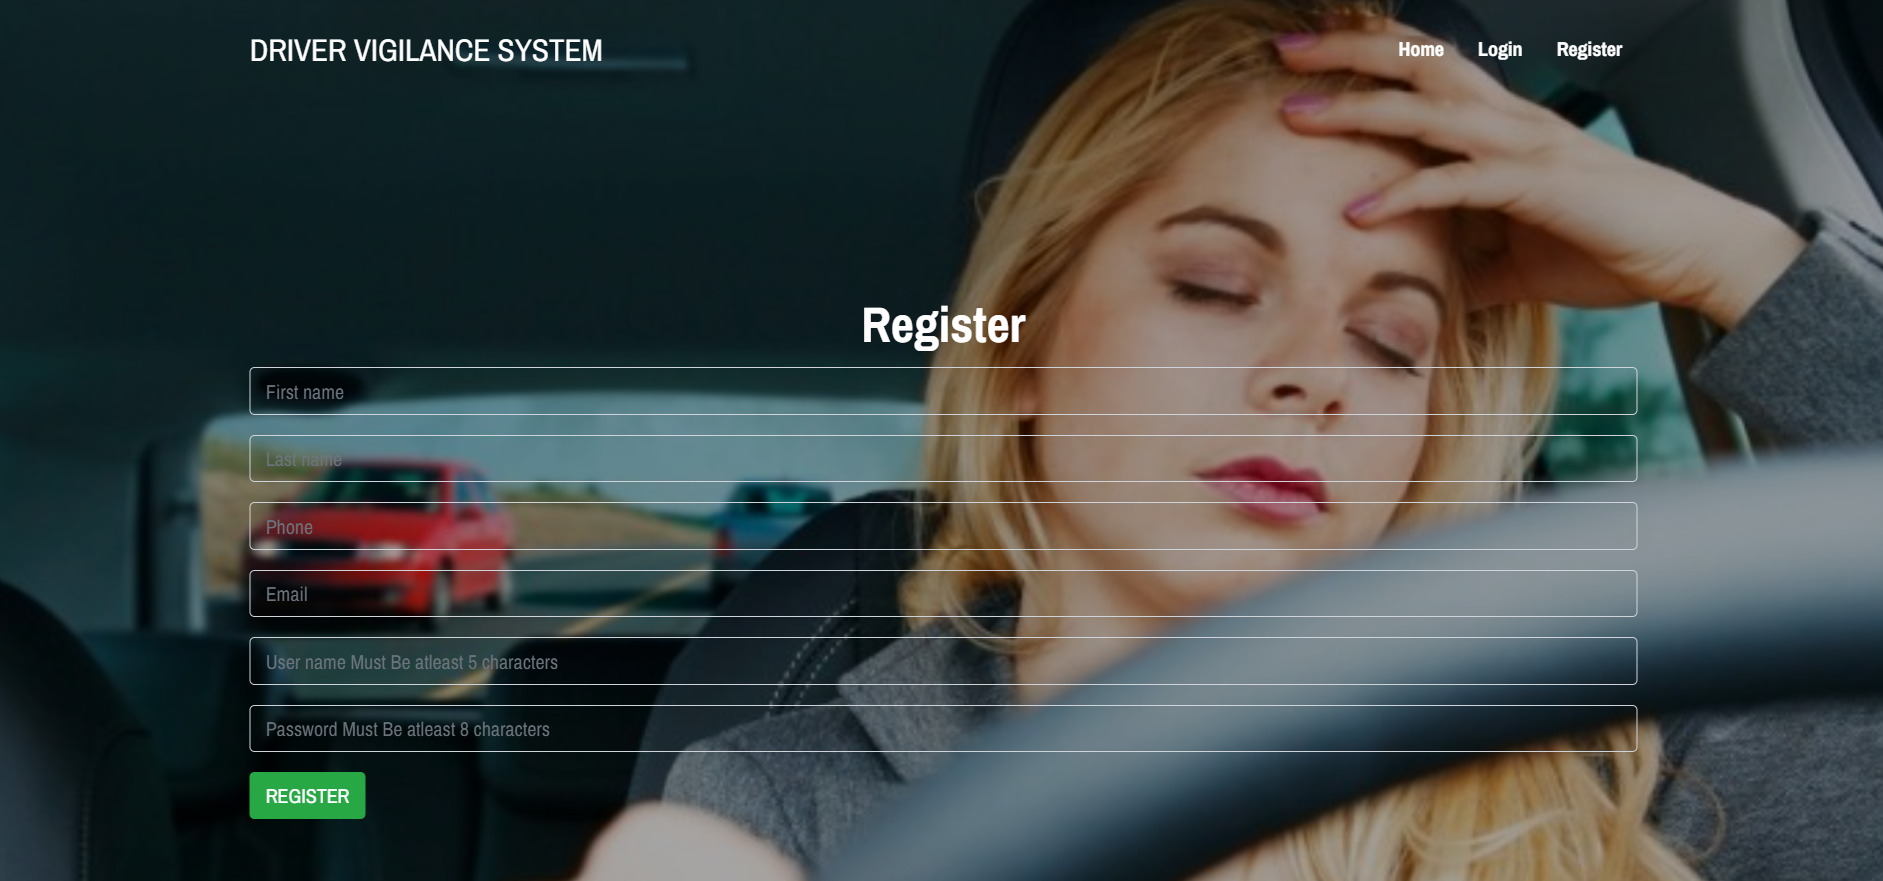 DRIVER VIGILANCE SYSTEM
Home Login Register
Register
First name
Last name
Phone
Email
User name Must Be atleast 5 characters
Password Must Be atleast 8 characters
REGISTER